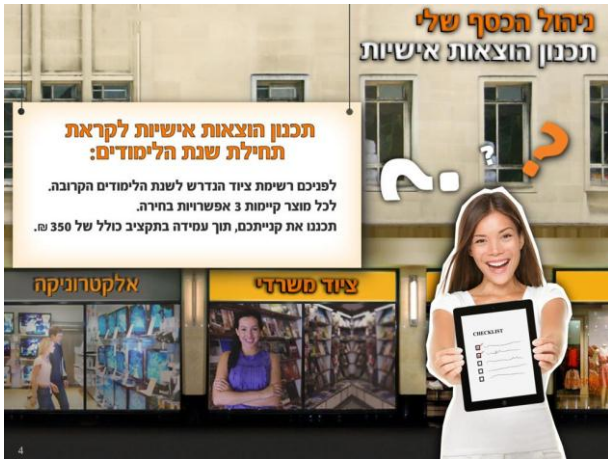 ניהול הכסף שלי
תכנון הוצאות אישיות
תכנון הוצאות אישיות לקראת
תחילת שנת הלימודים:
לפניכם רשימת ציוד הנדרש לשנת הלימודים הקרובה.
לכל מוצר קיימות 3 אפשרויות בחירה.
תכננו את קנייתכם, תוך עמידה בתקציב כולל של 350 ₪.
ציוד משרדי
אלקטרוניקה
CHECKLIST
4